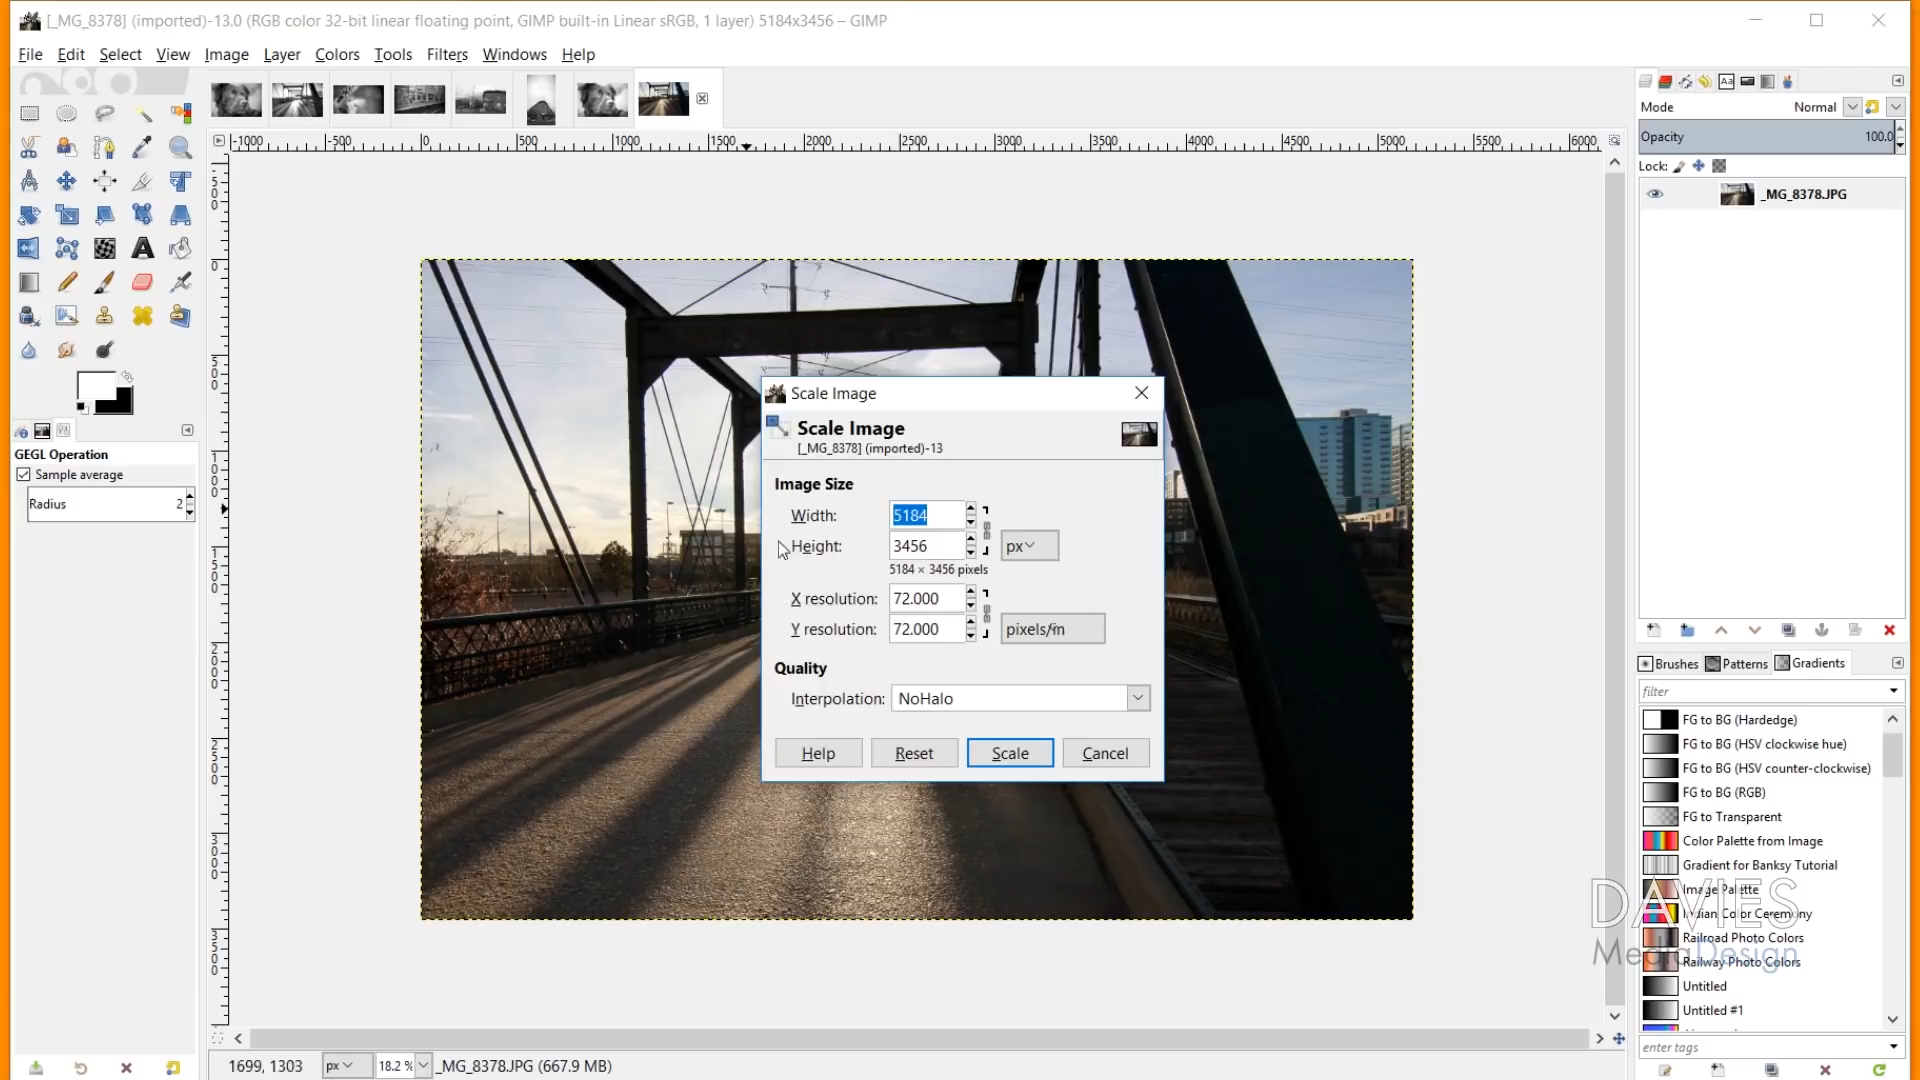 [_MG_8378] (imported)-13.0 (RGB color 32-bit linear floating point, GIMP built-in Linear sRGB, 1 layer) 5184x3456 – GIMP
File Edit Select View Image Layer Colors Tools Filters Windows Help
Mode Normal
Opacity 100.0
Lock:
_MG_8378.JPG
-1000 -500 0 500 1000 1500 2000 2500 3000 3500 4000 4500 5000 5500 6000
GEGL Operation
Sample average
Radius 2
Scale Image
Scale Image
[_MG_8378] (imported)-13
Image Size
Width: 5184
Height: 3456 px
5184 × 3456 pixels
X resolution: 72.000
Y resolution: 72.000 pixels/in
Quality
Interpolation: NoHalo
Help Reset Scale Cancel
Brushes Patterns Gradients
filter
FG to BG (Hardedge)
FG to BG (HSV clockwise hue)
FG to BG (HSV counter-clockwise)
FG to BG (RGB)
FG to Transparent
Color Palette from Image
Gradient for Banksy Tutorial
Image Palette
Indian Color Ceremony
Railroad Photo Colors
Railway Photo Colors
Untitled
Untitled #1
enter tags
DAVIES
MediaDesign
1699, 1303 px 18.2 % _MG_8378.JPG (667.9 MB)